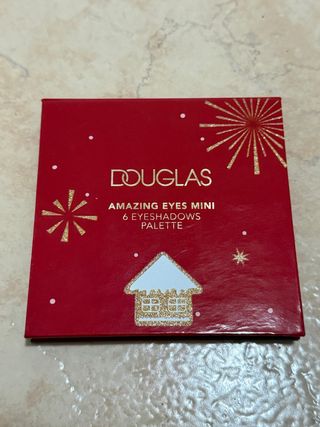 DOUGLAS
AMAZING EYES MINI
6 EYESHADOWS
PALETTE